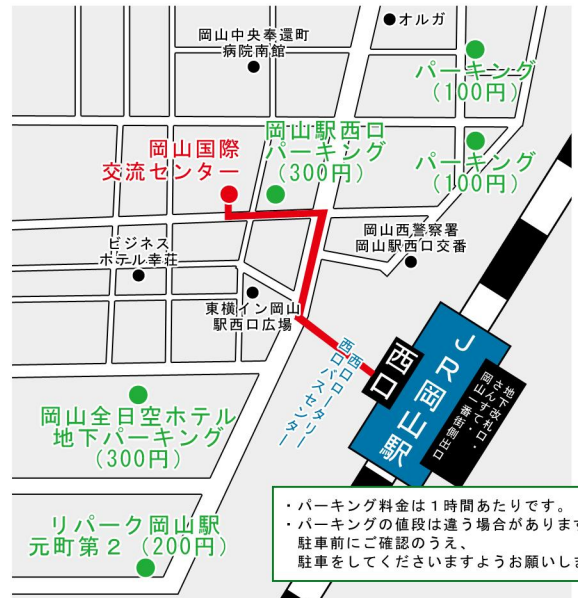 オルガ
岡山中央奉還町
病院南館
パーキング
(100円)
岡山国際
交流センター
岡山駅西口
パーキング
(300円)
パーキング
(100円)
岡山西警察署
岡山駅西口交番
ビジネス
ホテル幸荘
東横イン岡山
駅西口広場
西口ロータリー
西口バスセンター
西口
JR岡山駅
地下改札口・
さんすて・
岡山一番街側出口
岡山全日空ホテル
地下パーキング
(300円)
リパーク岡山駅
元町第2 (200円)
・パーキング料金は1時間あたりです。
・パーキングの値段は違う場合があります
駐車前にご確認のうえ、
駐車をしてくださいますようお願いしま